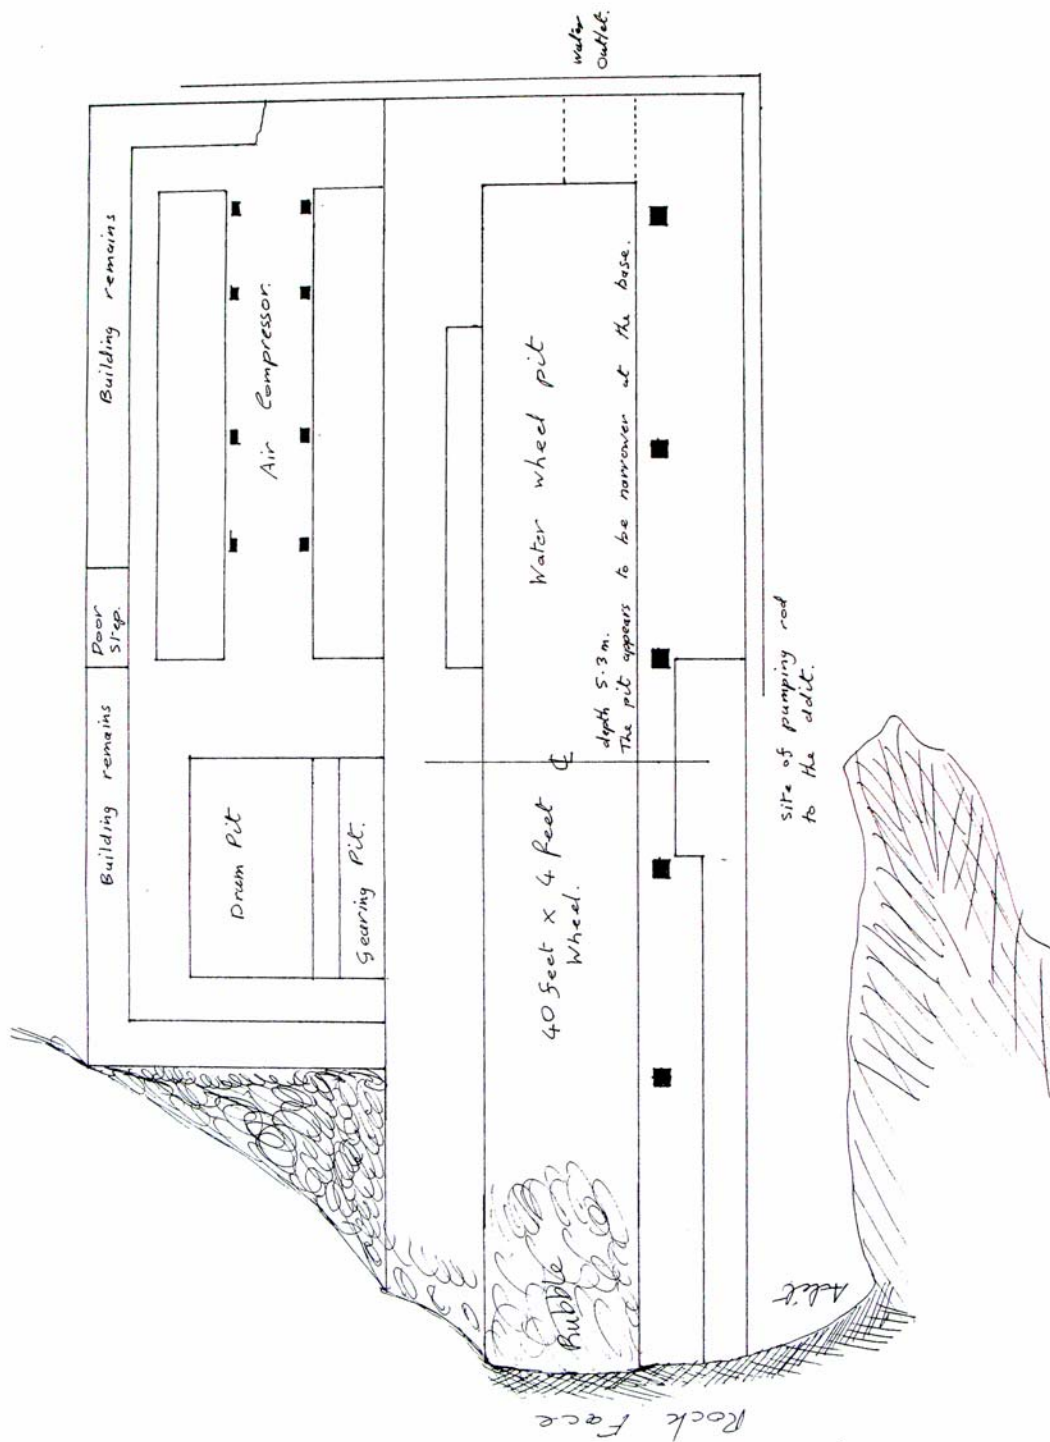 Building remains
Door
Step.
Building remains
Drum Pit
Gearing Pit.
Air Compressor.
Water
Outlet.
Water wheel pit
40 feet x 4 feet
Wheel.
depth 5.3 m.
The pit appears to be narrower at the base.
Rubble
Site of pumping rod
to the adit.
Adit
Rock Face